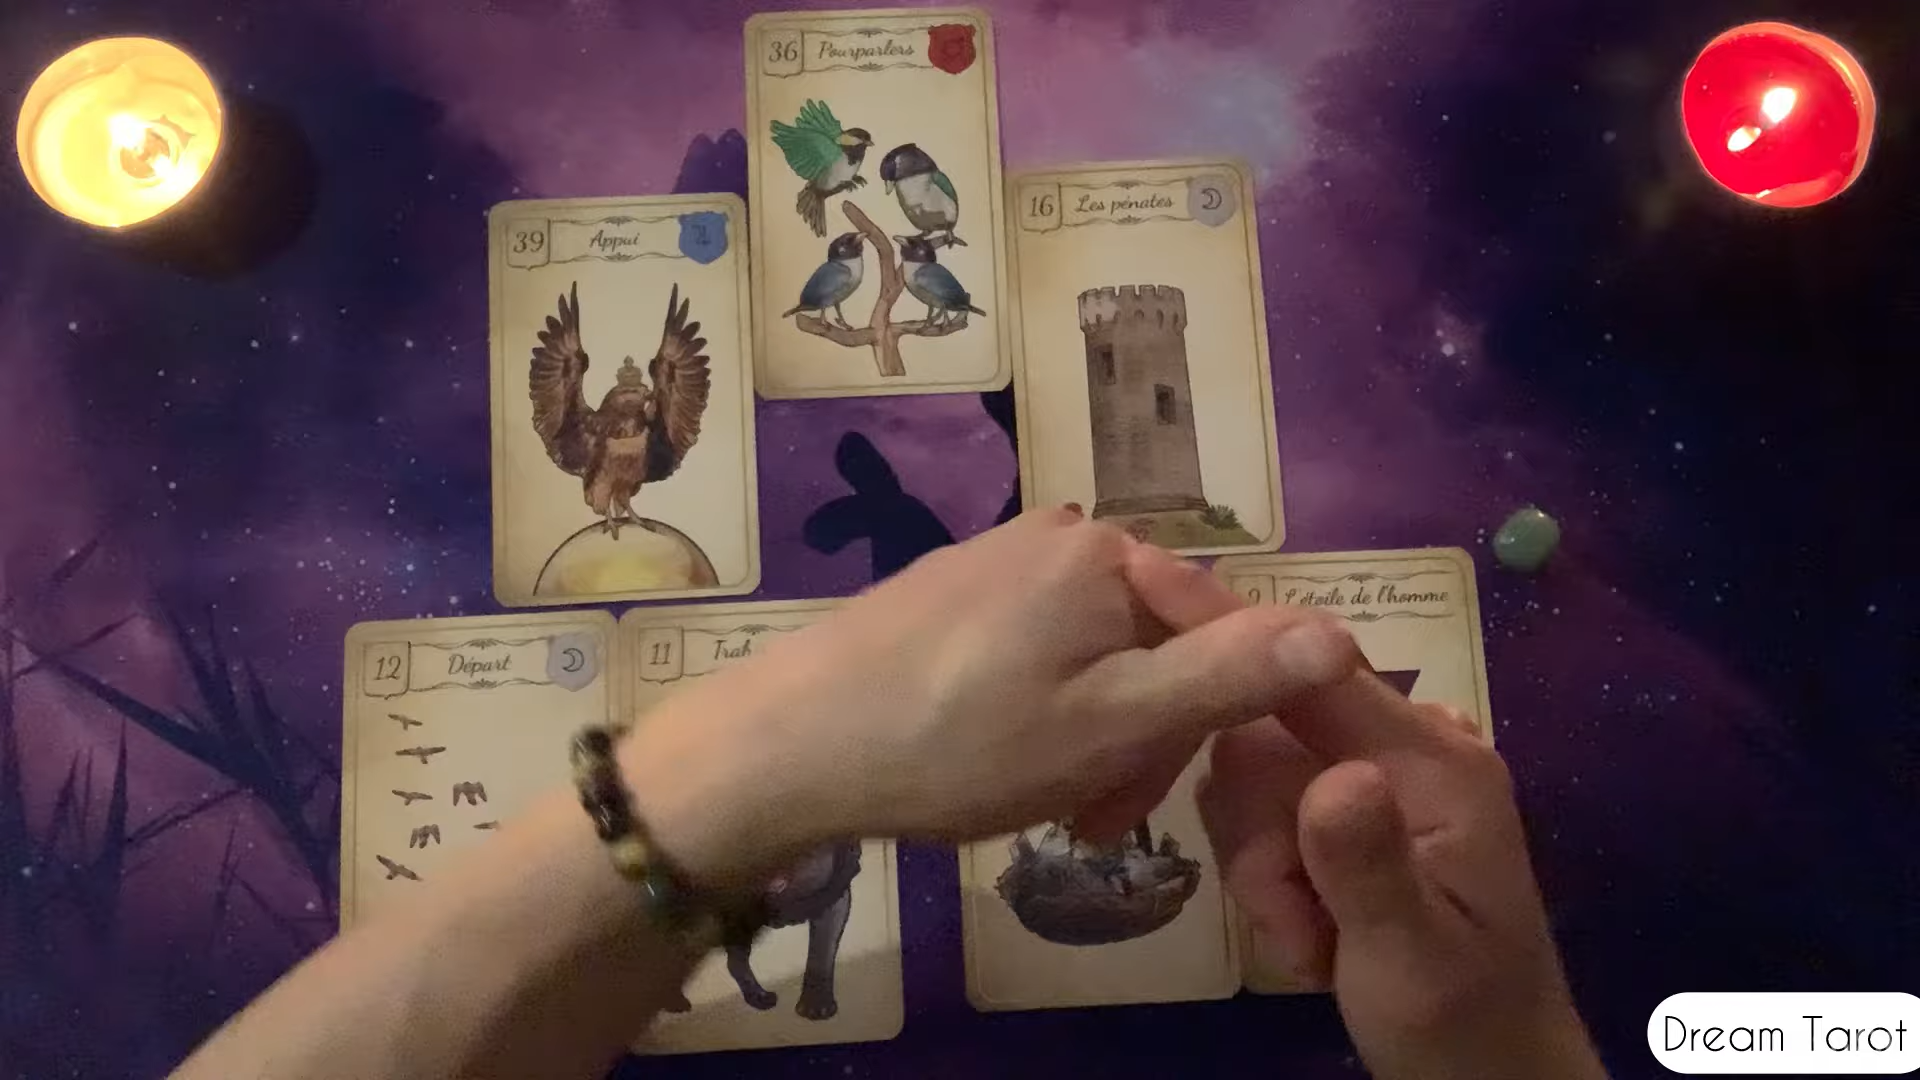 36 Pourparlers
39 Appui
16 Les pénates
12 Départ
11
L'étoile de l'homme
Dream Tarot